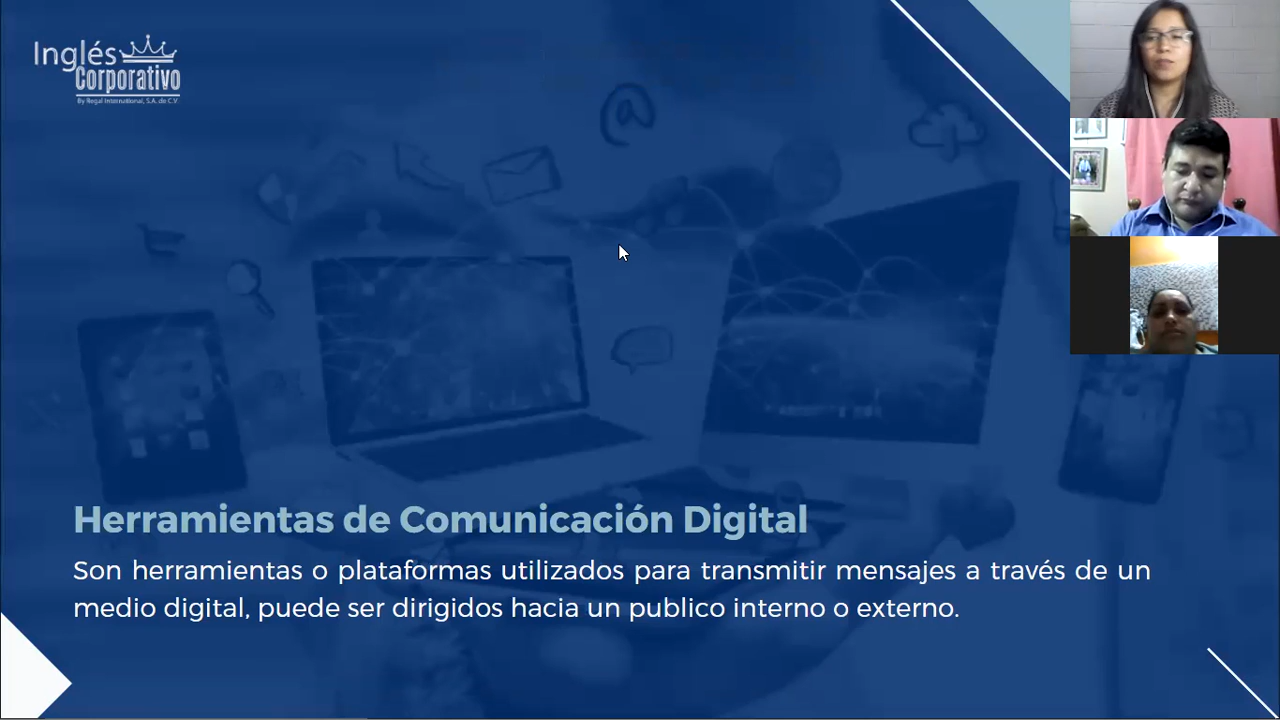 Inglés
Corporativo
By Regal International, S.A. de C.V.
Herramientas de Comunicación Digital
Son herramientas o plataformas utilizados para transmitir mensajes a través de un
medio digital, puede ser dirigidos hacia un publico interno o externo.